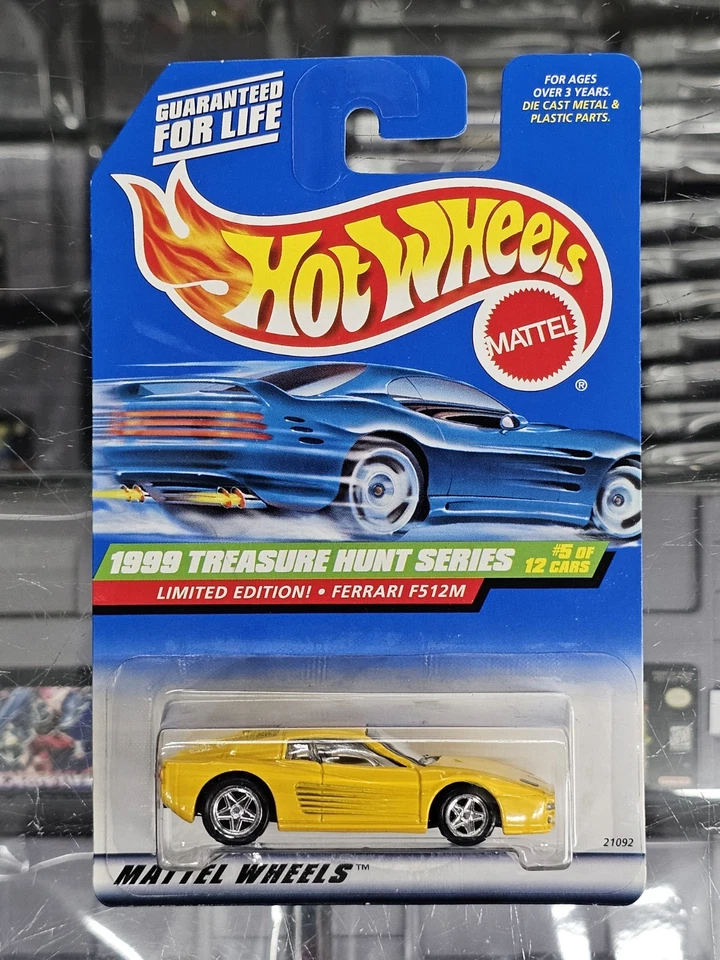 GUARANTEED
FOR LIFE
FOR AGES
OVER 3 YEARS.
DIE CAST METAL &
PLASTIC PARTS.
HOT WHEELS
MATTEL
®
1999 TREASURE HUNT SERIES
#5 OF
12 CARS
LIMITED EDITION! • FERRARI F512M
21092
MATTEL WHEELS™